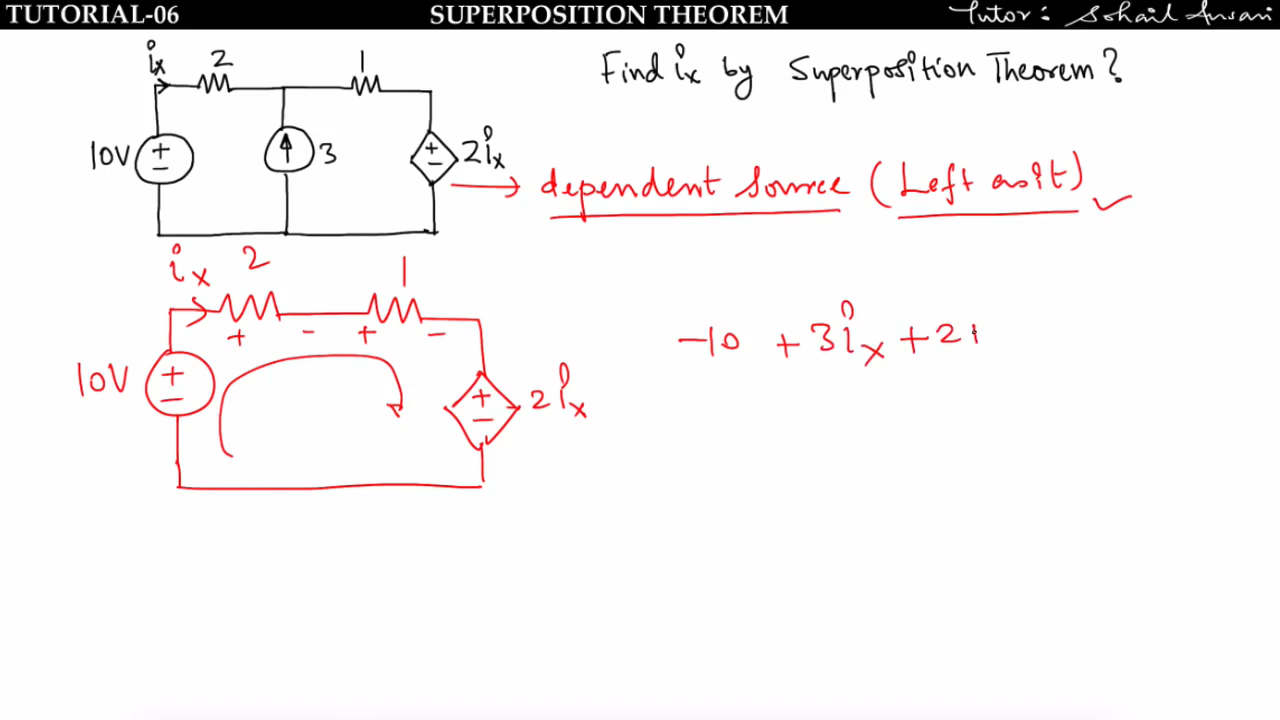 TUTORIAL-06 SUPERPOSITION THEOREM Tutor: Sohail Ansari
Find ix by Superposition Theorem?
ix 2 1
10V + - 3 + - 2ix
dependent source (Left as it)
ix 2 1
+ - + -
10V + - + - 2ix
-10 + 3ix + 2i